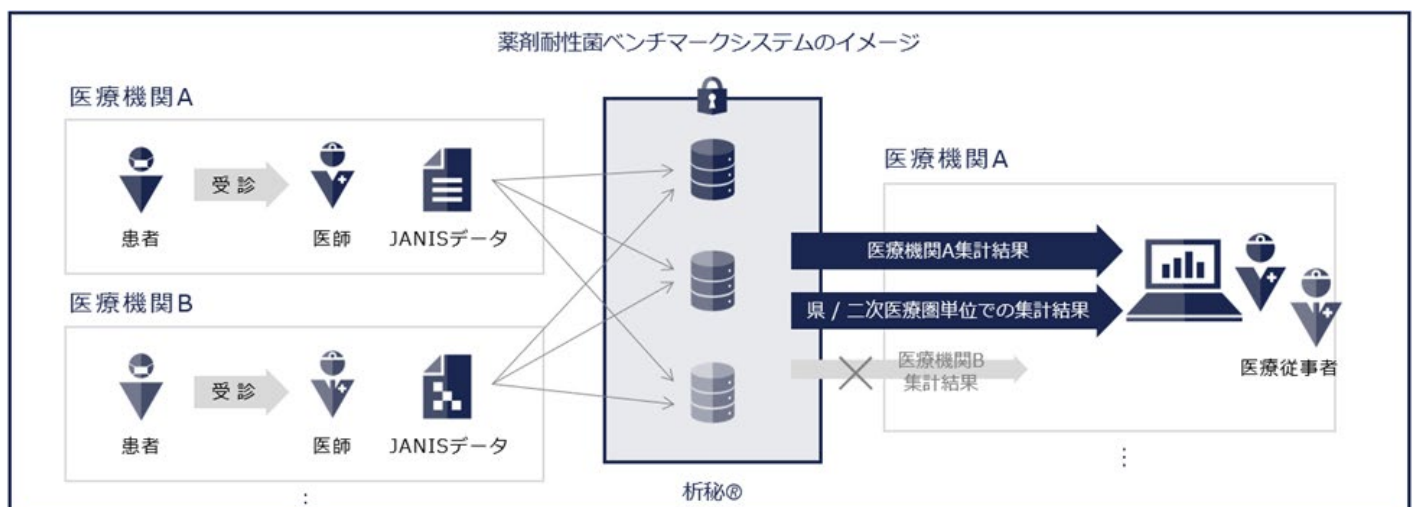 薬剤耐性菌ベンチマークシステムのイメージ
医療機関A
患者
受診
医師
JANISデータ
医療機関B
患者
受診
医師
JANISデータ
⋮
析秘®
医療機関A
医療機関A集計結果
県 / 二次医療圏単位での集計結果
医療機関B
集計結果
医療従事者
⋮